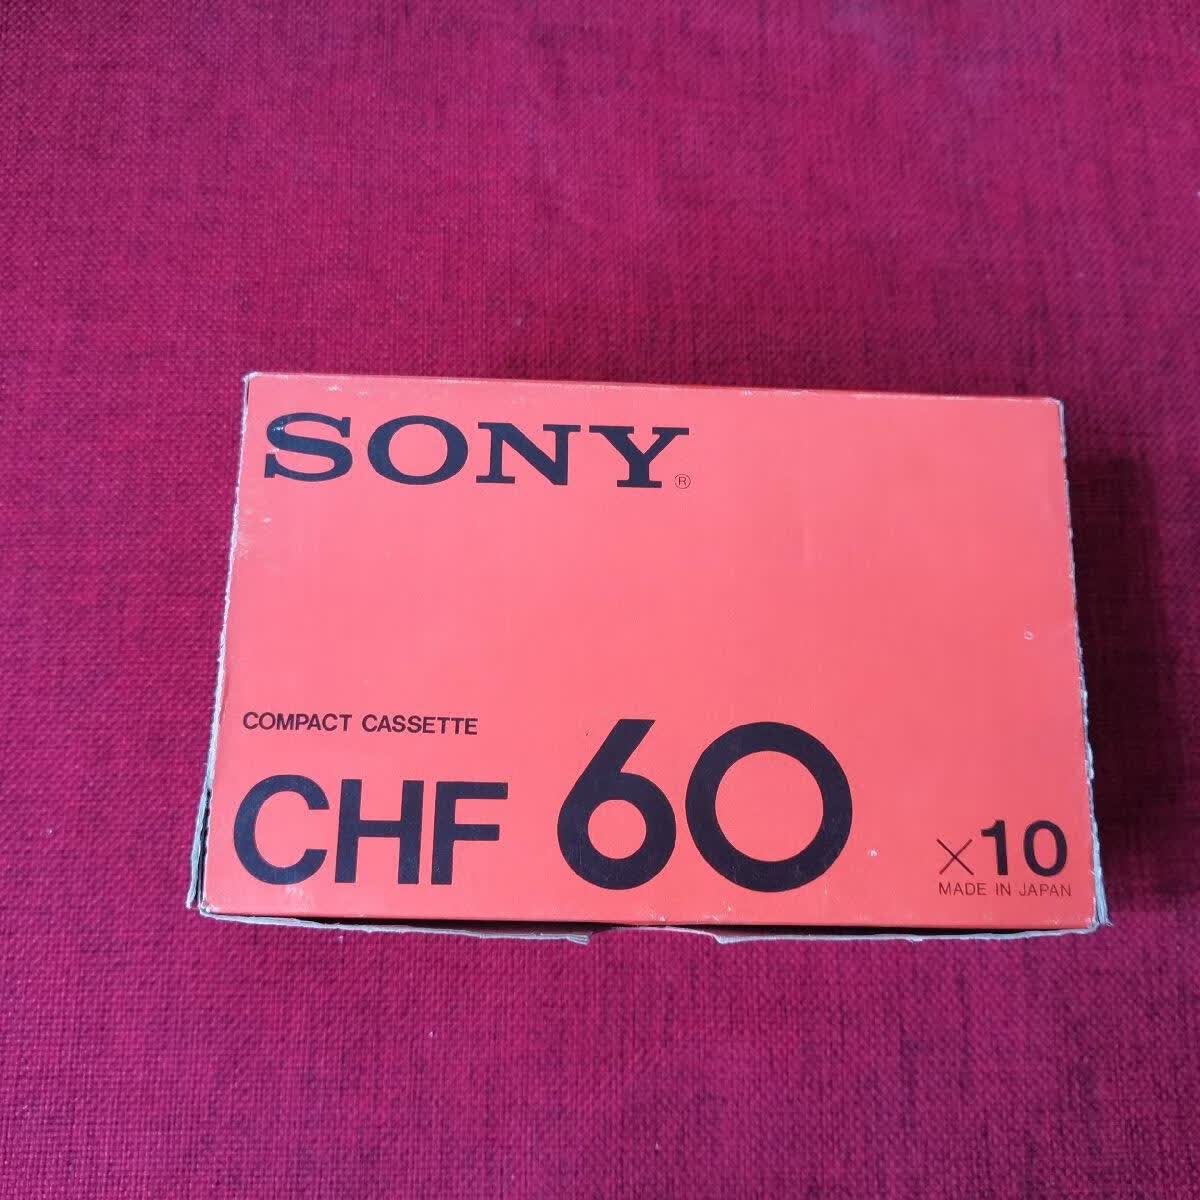 SONY®
COMPACT CASSETTE
CHF 60
×10
MADE IN JAPAN